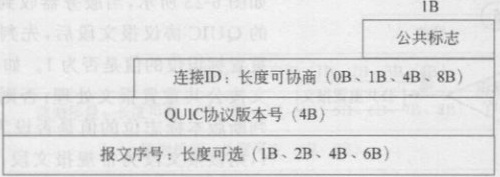 1B
公共标志
连接ID：长度可协商（0B、1B、4B、8B）
QUIC协议版本号（4B）
报文序号：长度可选（1B、2B、4B、6B）